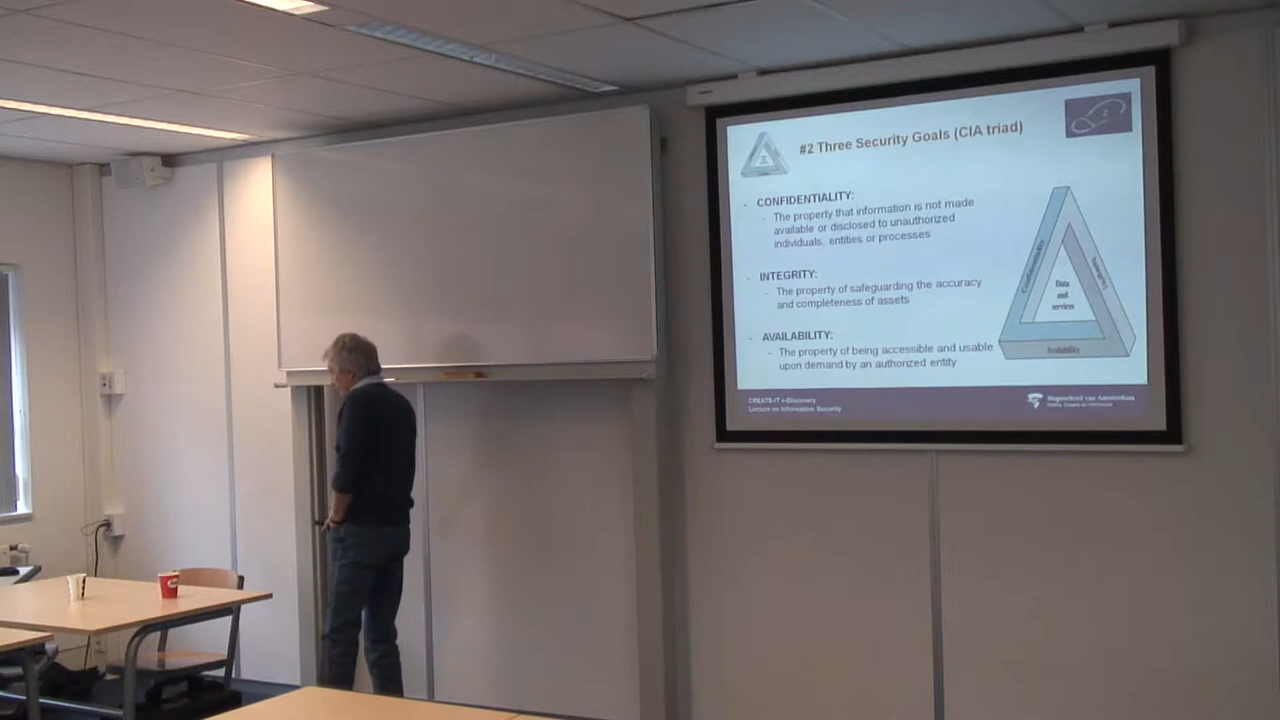 #2 Three Security Goals (CIA triad)
- CONFIDENTIALITY:
- The property that information is not made
available or disclosed to unauthorized
individuals, entities or processes
- INTEGRITY:
- The property of safeguarding the accuracy
and completeness of assets
- AVAILABILITY:
- The property of being accessible and usable
upon demand by an authorized entity
Confidentiality
Integrity
Data
and
services
Availability
CREATE-IT e-Discovery
Lecture on Information Security
Hogeschool van Amsterdam